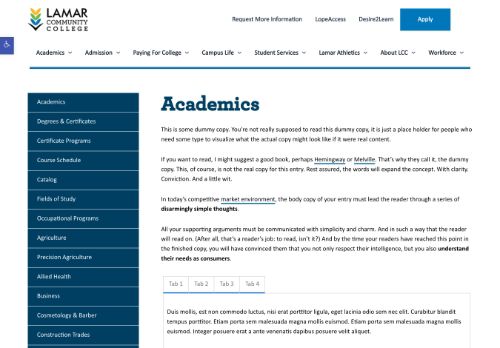 LAMAR
COMMUNITY
COLLEGE
Request More Information LopeAccess Desire2Learn Apply
Academics Admission Paying For College Campus Life Student Services Lamar Athletics About LCC Workforce
Academics
Degrees & Certificates
Certificate Programs
Course Schedule
Catalog
Fields of Study
Occupational Programs
Agriculture
Precision Agriculture
Allied Health
Business
Cosmetology & Barber
Construction Trades
Academics
This is some dummy copy. You're not really supposed to read this dummy copy, it is just a place holder for people who
need some type to visualize what the actual copy might look like if it were real content.
If you want to read, I might suggest a good book, perhaps Hemingway or Melville. That's why they call it, the dummy
copy. This, of course, is not the real copy for this entry. Rest assured, the words will expand the concept. With clarity.
Conviction. And a little wit.
In today's competitive market environment, the body copy of your entry must lead the reader through a series of
disarmingly simple thoughts.
All your supporting arguments must be communicated with simplicity and charm. And in such a way that the reader
will read on. (After all, that's a reader's job: to read, isn't it?) And by the time your readers have reached this point in
the finished copy, you will have convinced them that you not only respect their intelligence, but you also understand
their needs as consumers.
Tab 1 Tab 2 Tab 3 Tab 4
Duis mollis, est non commodo luctus, nisi erat porttitor ligula, eget lacinia odio sem nec elit. Curabitur blandit
tempus porttitor. Etiam porta sem malesuada magna mollis euismod. Etiam porta sem malesuada magna mollis
euismod. Integer posuere erat a ante venenatis dapibus posuere velit aliquet.